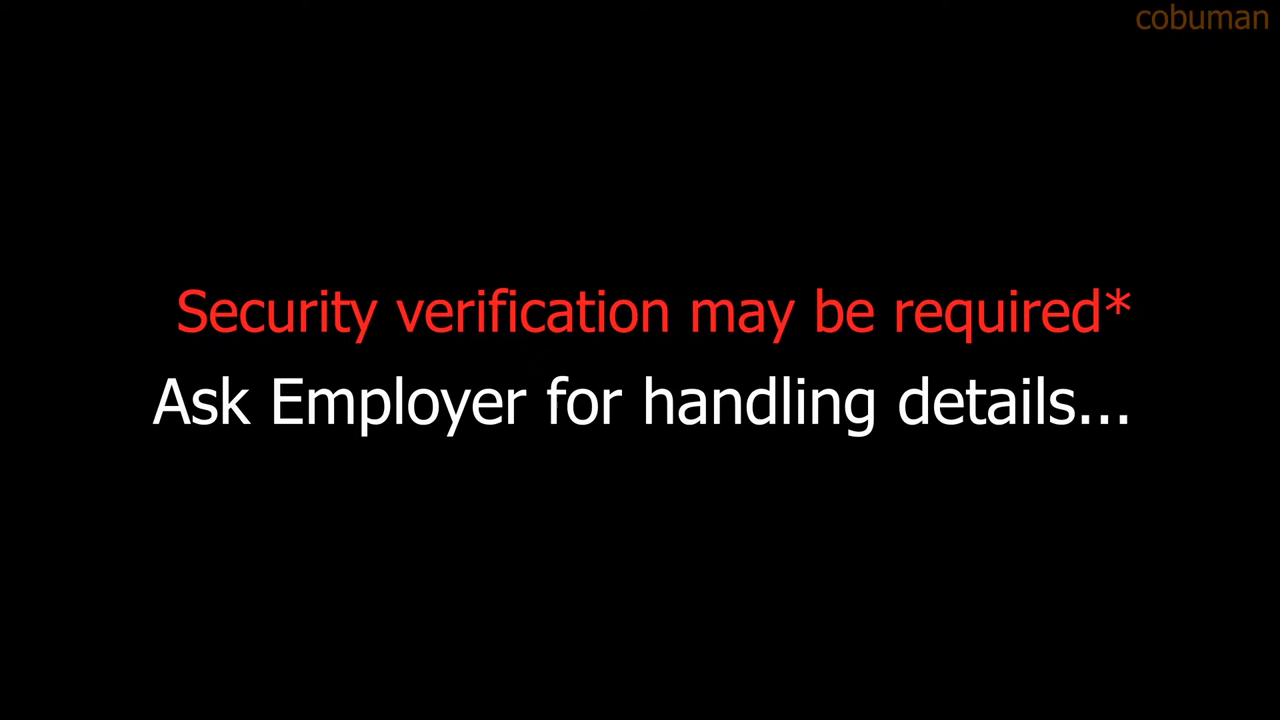 cobuman
Security verification may be required*
Ask Employer for handling details...